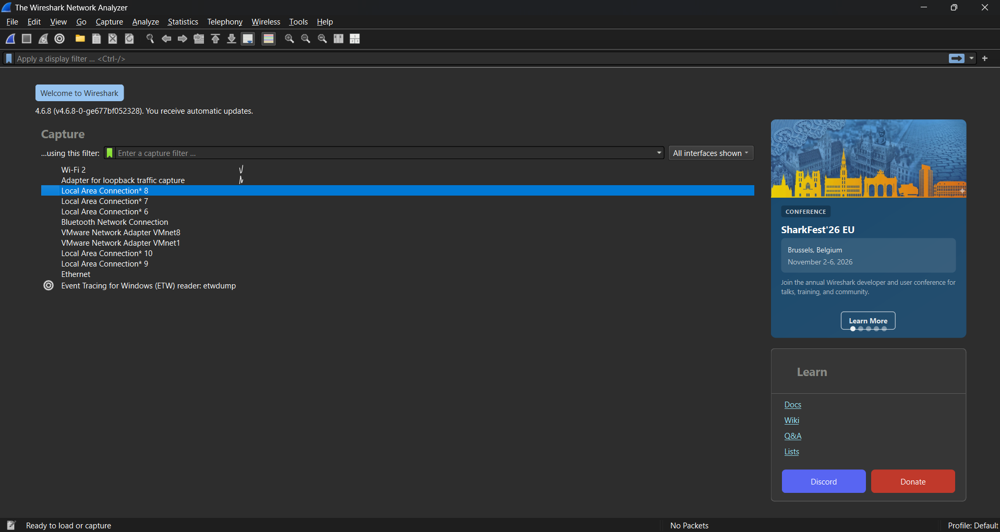 The Wireshark Network Analyzer
File Edit View Go Capture Analyze Statistics Telephony Wireless Tools Help
Apply a display filter ... <Ctrl-/>
Welcome to Wireshark
4.6.8 (v4.6.8-0-ge677bf052328). You receive automatic updates.
Capture
...using this filter: Enter a capture filter ... All interfaces shown
Wi-Fi 2
Adapter for loopback traffic capture
Local Area Connection* 8
Local Area Connection* 7
Local Area Connection* 6
Bluetooth Network Connection
VMware Network Adapter VMnet8
VMware Network Adapter VMnet1
Local Area Connection* 10
Local Area Connection* 9
Ethernet
Event Tracing for Windows (ETW) reader: etwdump
CONFERENCE
SharkFest'26 EU
Brussels, Belgium
November 2-6, 2026
Join the annual Wireshark developer and user conference for
talks, training, and community.
Learn More
Learn
Docs
Wiki
Q&A
Lists
Discord Donate
Ready to load or capture No Packets Profile: Default